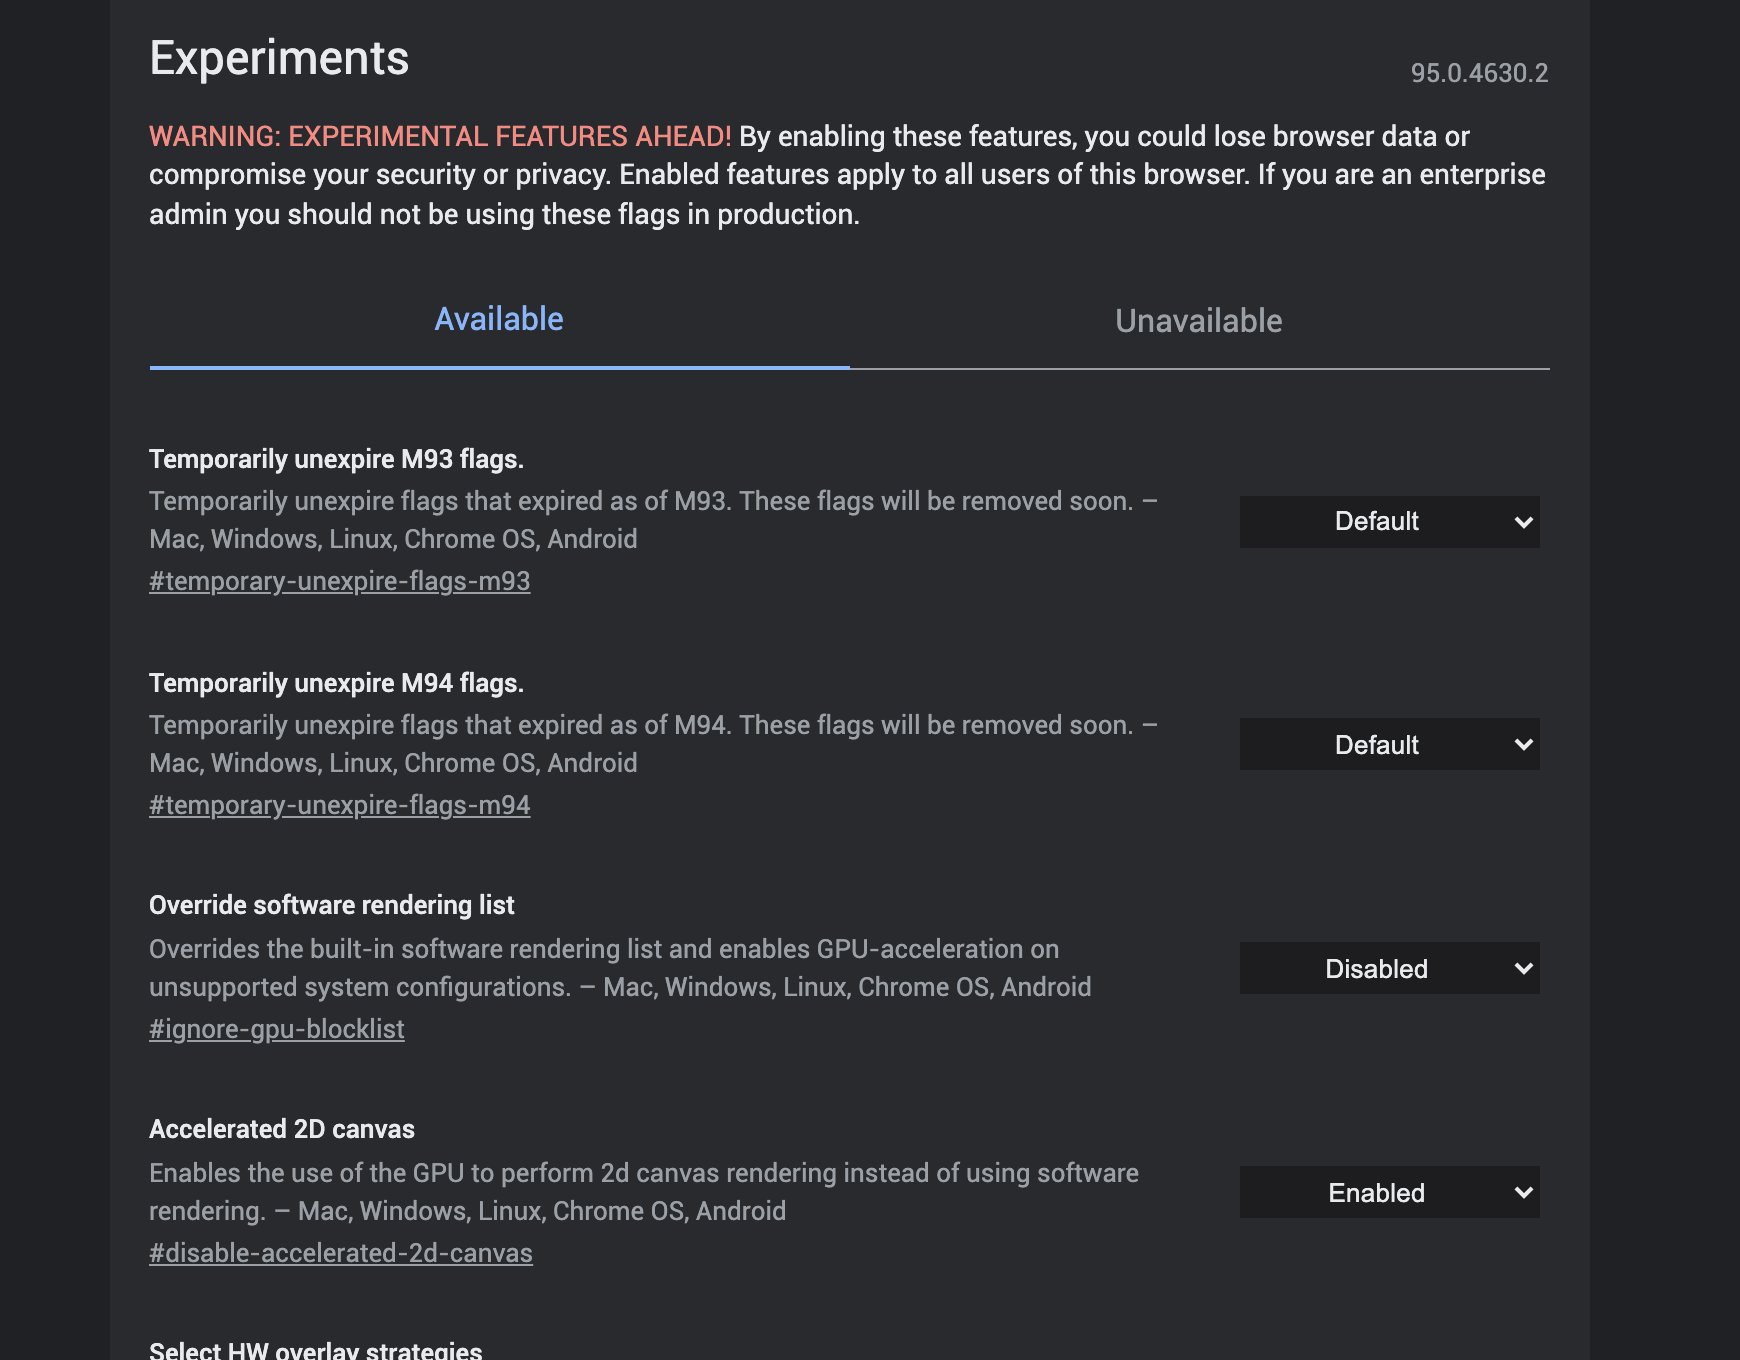 Experiments
95.0.4630.2
WARNING: EXPERIMENTAL FEATURES AHEAD! By enabling these features, you could lose browser data or
compromise your security or privacy. Enabled features apply to all users of this browser. If you are an enterprise
admin you should not be using these flags in production.
Available
Unavailable
Temporarily unexpire M93 flags.
Temporarily unexpire flags that expired as of M93. These flags will be removed soon. –
Mac, Windows, Linux, Chrome OS, Android
#temporary-unexpire-flags-m93
Default
Temporarily unexpire M94 flags.
Temporarily unexpire flags that expired as of M94. These flags will be removed soon. –
Mac, Windows, Linux, Chrome OS, Android
#temporary-unexpire-flags-m94
Default
Override software rendering list
Overrides the built-in software rendering list and enables GPU-acceleration on
unsupported system configurations. – Mac, Windows, Linux, Chrome OS, Android
#ignore-gpu-blocklist
Disabled
Accelerated 2D canvas
Enables the use of the GPU to perform 2d canvas rendering instead of using software
rendering. – Mac, Windows, Linux, Chrome OS, Android
#disable-accelerated-2d-canvas
Enabled
Select HW overlay strategies